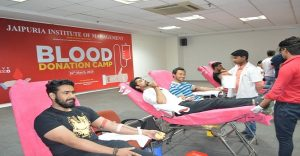 JAIPURIA INSTITUTE OF MANAGEMENT
BLOOD
DONATION CAMP